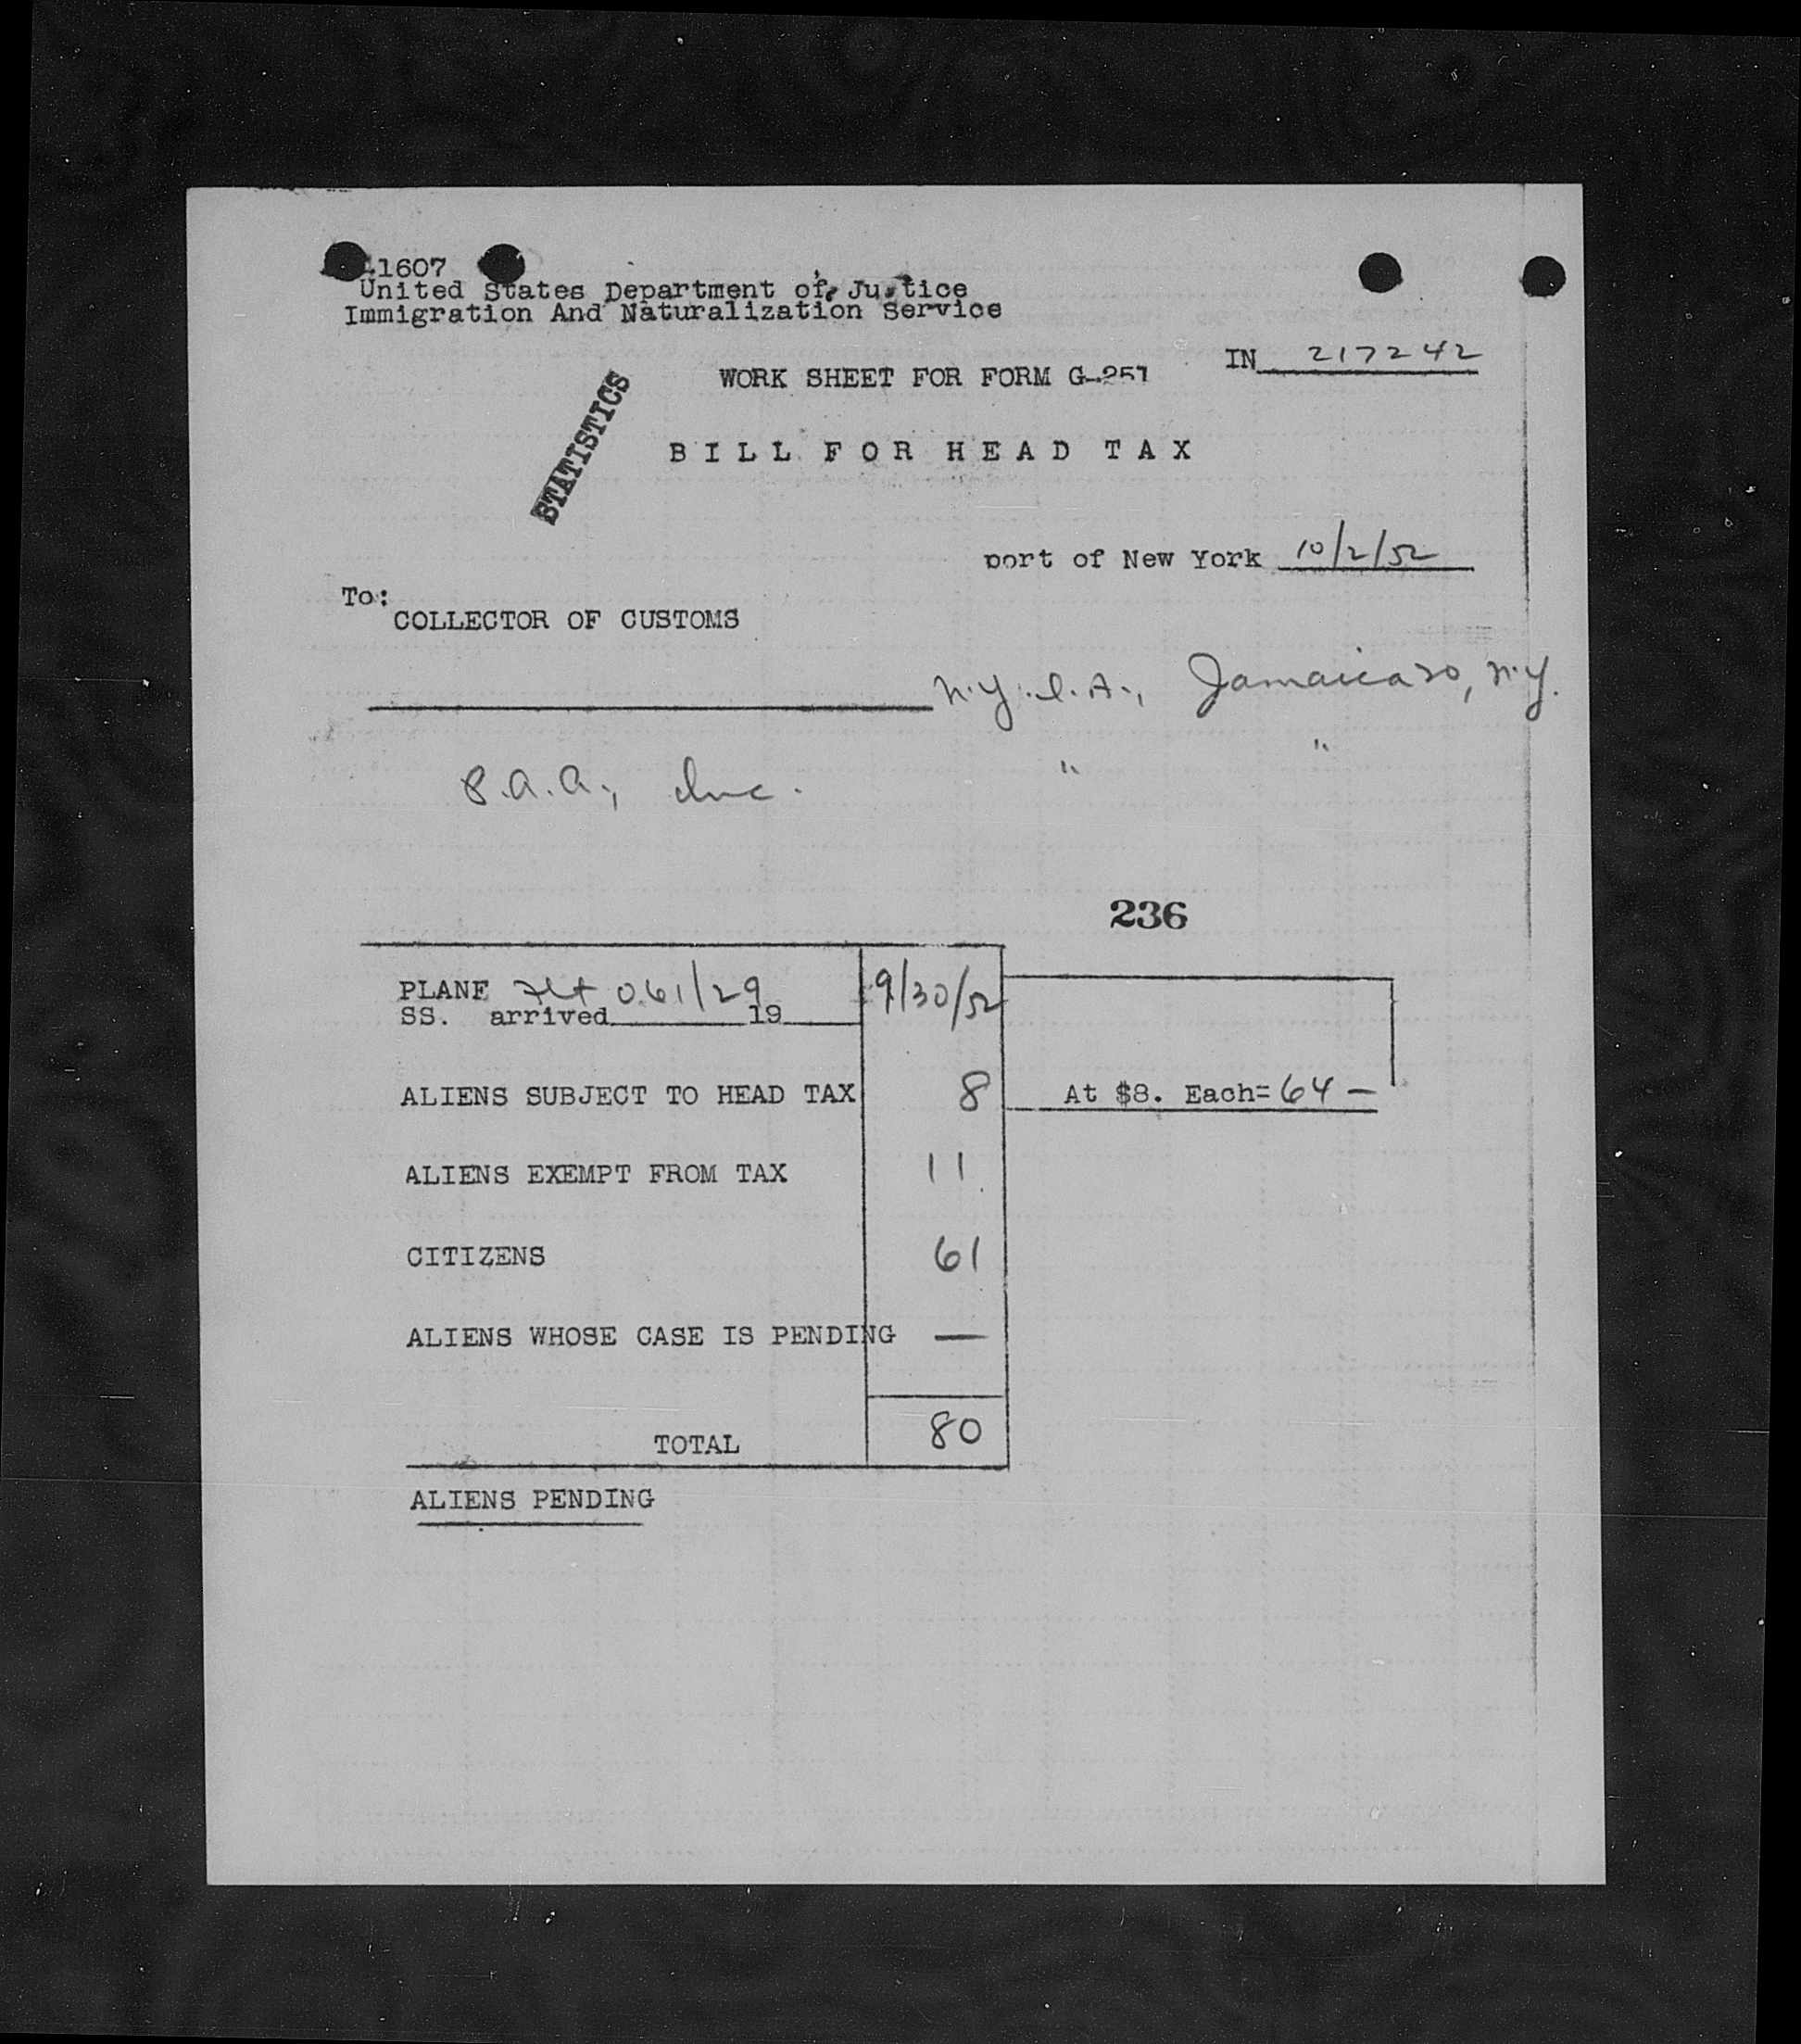 1607
United States Department of Justice
Immigration And Naturalization Service
IN 217242
WORK SHEET FOR FORM G-251
STATISTICS
BILL FOR HEAD TAX
port of New York 10/2/52
To:
COLLECTOR OF CUSTOMS
N.Y.I.A., Jamaica 30, N.Y.
P.A.A., Inc. " "
236
PLANE Flt 061/29 9/30/52
SS. arrived 19
ALIENS SUBJECT TO HEAD TAX 8 At $8. Each= 64 —
ALIENS EXEMPT FROM TAX 11
CITIZENS 61
ALIENS WHOSE CASE IS PENDING —
TOTAL 80
ALIENS PENDING